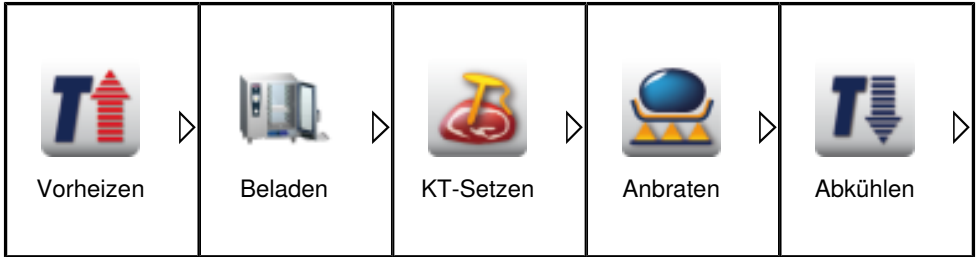 Vorheizen
Beladen
KT-Setzen
Anbraten
Abkühlen